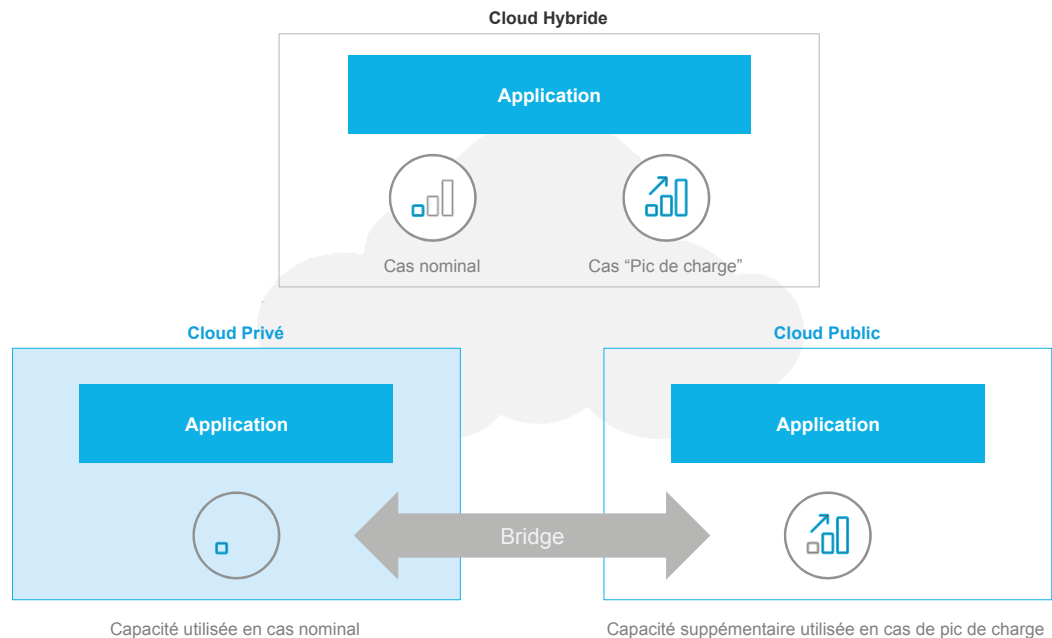 Cloud Hybride
Application
Cas nominal
Cas “Pic de charge”
Cloud Privé
Cloud Public
Application
Application
Bridge
Capacité utilisée en cas nominal
Capacité suppémentaire utilisée en cas de pic de charge